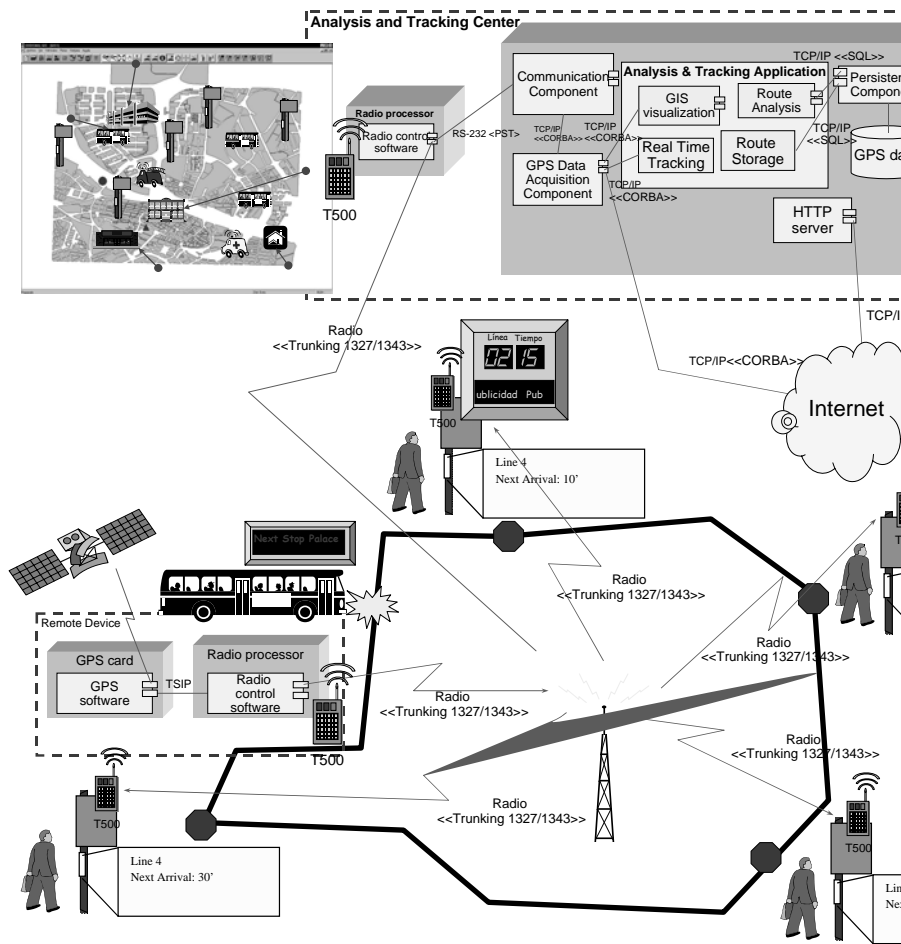 Analysis and Tracking Center
Radio processor
Radio control
software
T500
RS-232 <PST>
Communication
Component
TCP/IP
<<CORBA>>
TCP/IP
<<CORBA>>
GPS Data
Acquisition
Component
TCP/IP
<<CORBA>>
Analysis & Tracking Application
GIS
visualization
Route
Analysis
Real Time
Tracking
Route
Storage
TCP/IP <<SQL>>
TCP/IP
<<SQL>>
HTTP
server
Radio
<<Trunking 1327/1343>>
Línea Tiempo
02 15
ublicidad Pub
T500
TCP/IP<<CORBA>>
Internet
Line 4
Next Arrival: 10’
Next Stop Palace
Remote Device
GPS card
GPS
software
TSIP
Radio processor
Radio
control
software
T500
Radio
<<Trunking 1327/1343>>
Radio
<<Trunking 1327/1343>>
Radio
<<Trunking 1327/1343>>
Radio
<<Trunking 1327/1343>>
Radio
<<Trunking 1327/1343>>
T500
Line 4
Next Arrival: 30’
T500